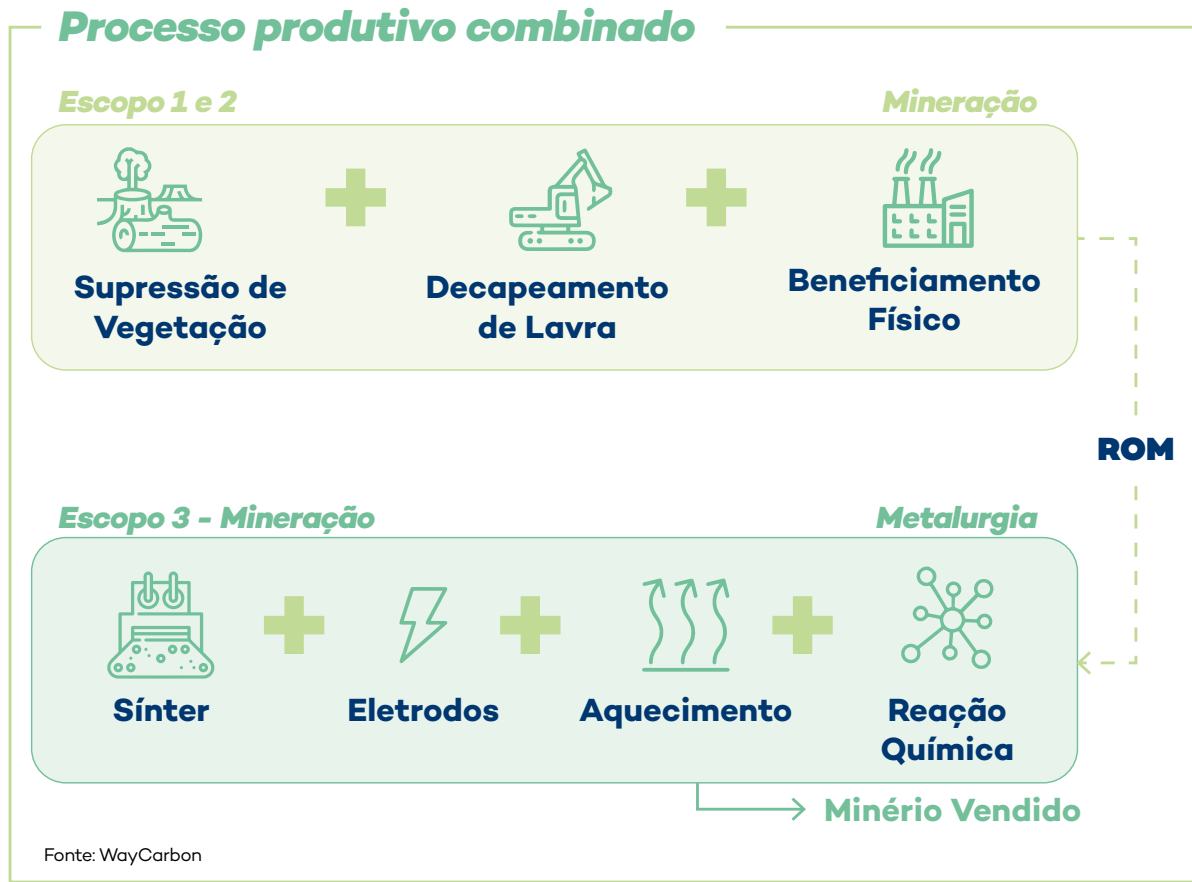 Processo produtivo combinado
Escopo 1 e 2
Mineração
Supressão de
Vegetação
Decapeamento
de Lavra
Beneficiamento
Físico
ROM
Escopo 3 - Mineração
Metalurgia
Sínter
Eletrodos
Aquecimento
Reação
Química
Minério Vendido
Fonte: WayCarbon